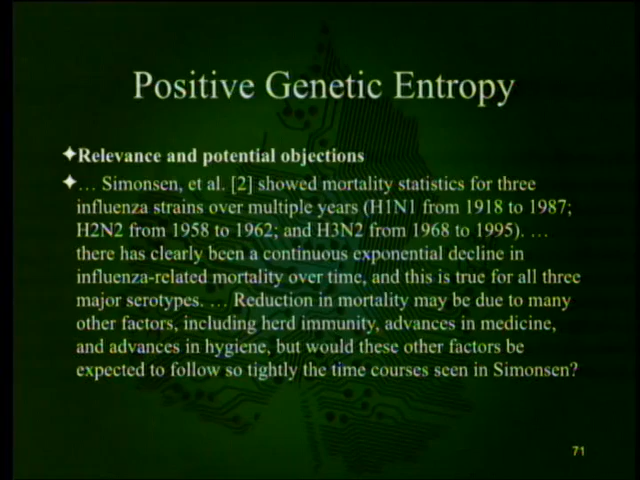 Positive Genetic Entropy
✦Relevance and potential objections
✦… Simonsen, et al. [2] showed mortality statistics for three
influenza strains over multiple years (H1N1 from 1918 to 1987;
H2N2 from 1958 to 1962; and H3N2 from 1968 to 1995). …
there has clearly been a continuous exponential decline in
influenza-related mortality over time, and this is true for all three
major serotypes. … Reduction in mortality may be due to many
other factors, including herd immunity, advances in medicine,
and advances in hygiene, but would these other factors be
expected to follow so tightly the time courses seen in Simonsen?
71